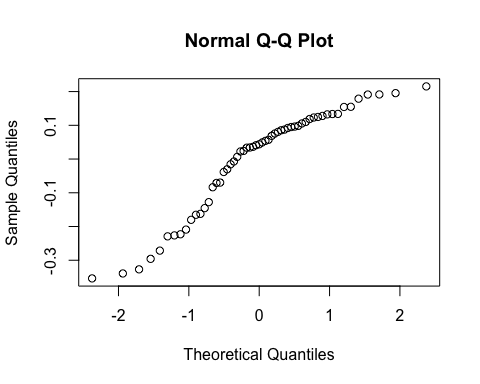 Normal Q-Q Plot
Sample Quantiles
0.1
-0.1
-0.3
-2 -1 0 1 2
Theoretical Quantiles